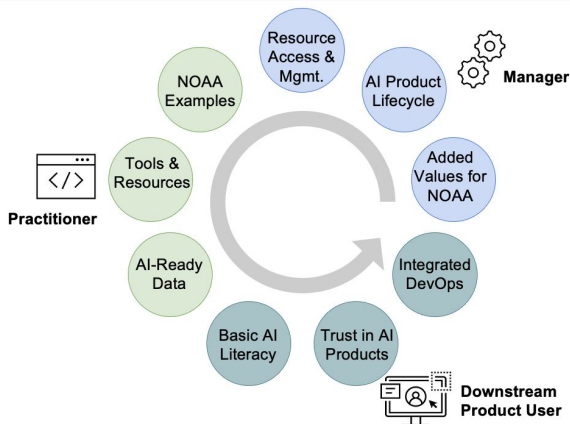 Resource
Access &
Mgmt.
NOAA
Examples
AI Product
Lifecycle
Manager
Tools &
Resources
Added
Values for
NOAA
</>
Practitioner
AI-Ready
Data
Integrated
DevOps
Basic AI
Literacy
Trust in AI
Products
Downstream
Product User